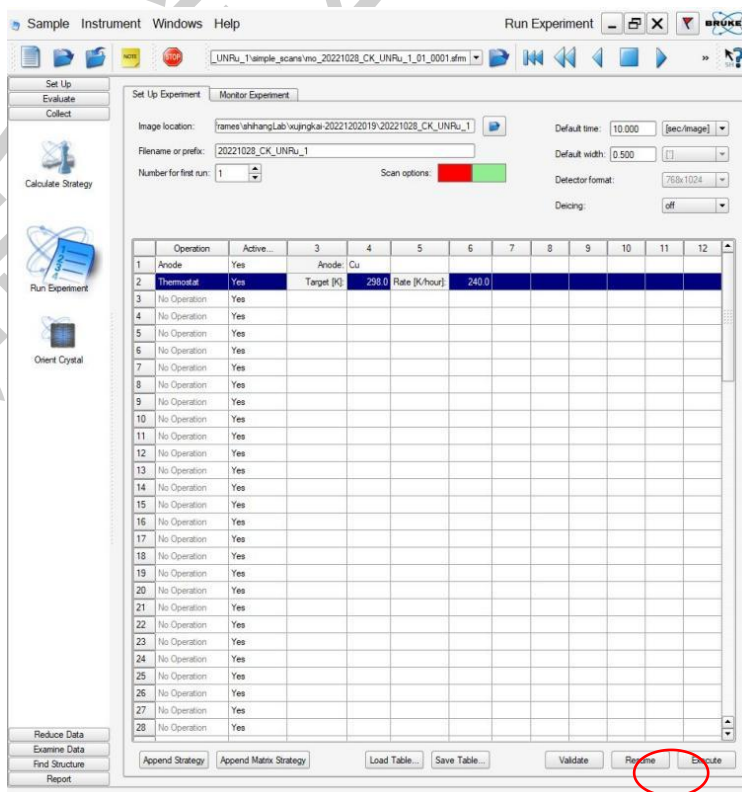 Sample Instrument Windows Help Run Experiment BRUKE
NOTE STOP _UNRu_1\simple_scans\mo_20221028_CK_UNRu_1_01_0001.sfrm »
Set Up
Evaluate
Collect
Calculate Strategy
Run Experiment
Orient Crystal
Reduce Data
Examine Data
Find Structure
Report
Set Up Experiment Monitor Experiment
Image location: frames\shihangLab\xujingkai-20221202019\20221028_CK_UNRu_1 Default time: 10.000 [sec/image]
Filename or prefix: 20221028_CK_UNRu_1 Default width: 0.500 [°]
Number for first run: 1 Scan options: Detector format: 768x1024
Deicing: off
Operation Active... 3 4 5 6 7 8 9 10 11 12
1 Anode Yes Anode: Cu
2 Thermostat Yes Target [K]: 298.0 Rate [K/hour]: 240.0
3 No Operation Yes
4 No Operation Yes
5 No Operation Yes
6 No Operation Yes
7 No Operation Yes
8 No Operation Yes
9 No Operation Yes
10 No Operation Yes
11 No Operation Yes
12 No Operation Yes
13 No Operation Yes
14 No Operation Yes
15 No Operation Yes
16 No Operation Yes
17 No Operation Yes
18 No Operation Yes
19 No Operation Yes
20 No Operation Yes
21 No Operation Yes
22 No Operation Yes
23 No Operation Yes
24 No Operation Yes
25 No Operation Yes
26 No Operation Yes
27 No Operation Yes
28 No Operation Yes
Append Strategy Append Matrix Strategy Load Table... Save Table... Validate Resume Execute